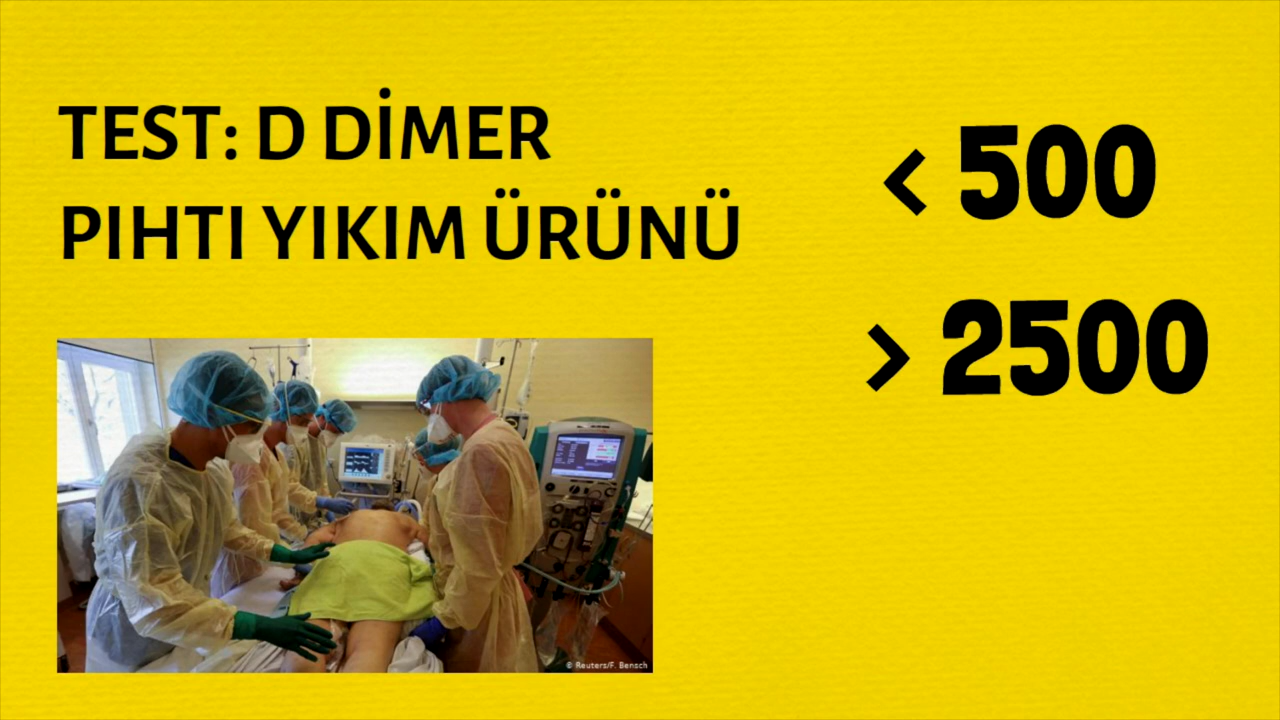 TEST: D DİMER
PIHTI YIKIM ÜRÜNÜ
< 500
> 2500
© Reuters/F. Bensch